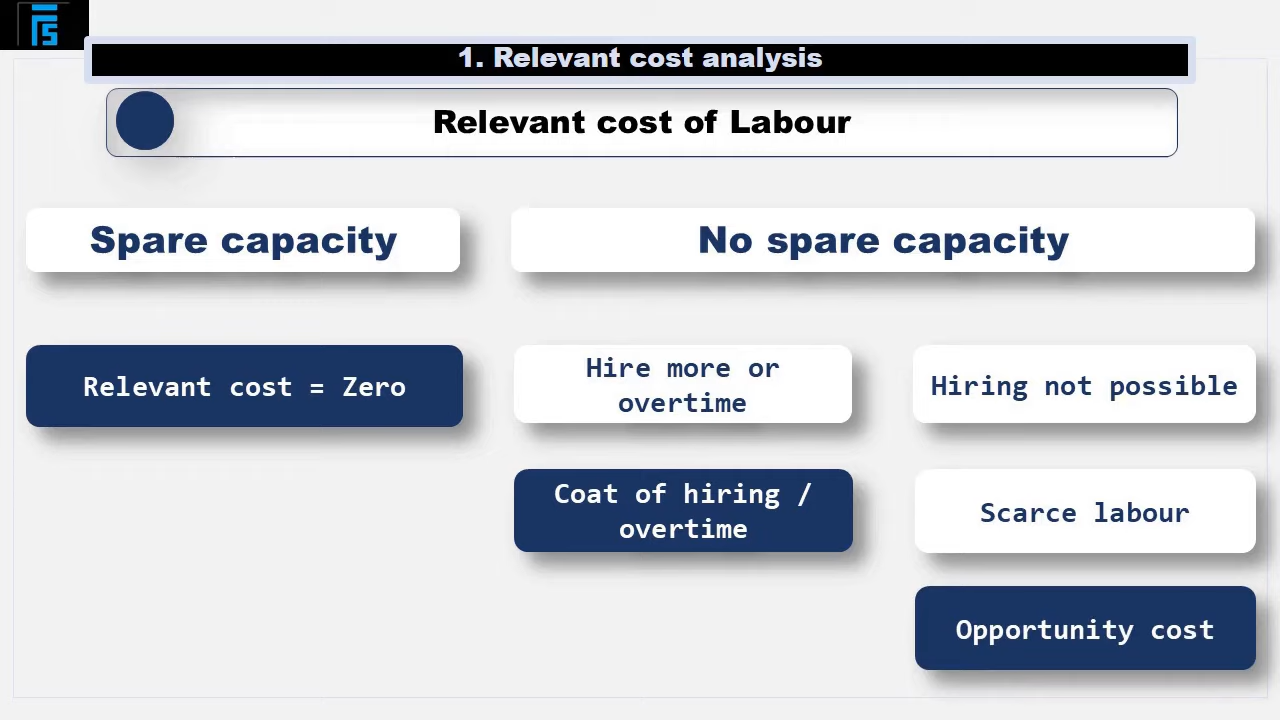 1. Relevant cost analysis
Relevant cost of Labour
Spare capacity
No spare capacity
Relevant cost = Zero
Hire more or
overtime
Hiring not possible
Coat of hiring /
overtime
Scarce labour
Opportunity cost